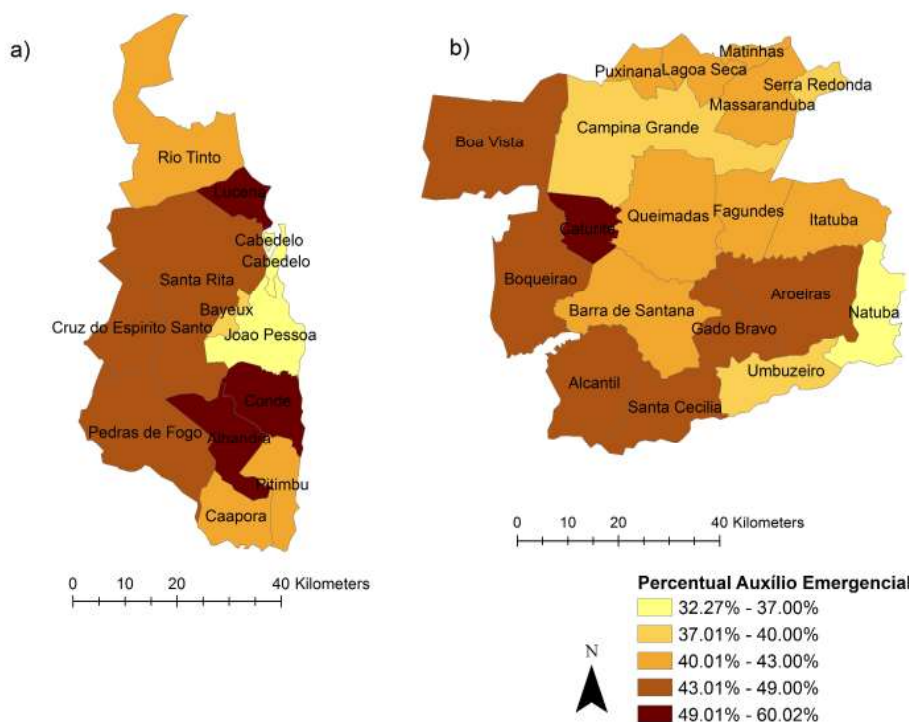 a)
Rio Tinto
Lucena
Cabedelo
Cabedelo
Santa Rita
Bayeux
Cruz do Espirito Santo
Joao Pessoa
Conde
Pedras de Fogo
Alhandra
Pitimbu
Caapora
0 20 40 Kilometers
b)
Matinhas
Puxinana
Lagoa Seca
Serra Redonda
Massaranduba
Campina Grande
Boa Vista
Caturite
Queimadas
Fagundes
Itatuba
Boqueirao
Aroeiras
Barra de Santana
Natuba
Gado Bravo
Umbuzeiro
Alcantil
Santa Cecilia
0 10 20 40 Kilometers
N
Percentual Auxílio Emergencial
32.27% - 37.00%
37.01% - 40.00%
40.01% - 43.00%
43.01% - 49.00%
49.01% - 60.02%